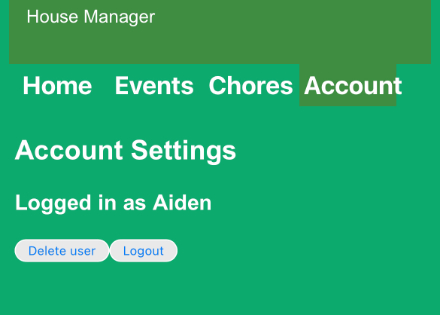 House Manager
Home Events Chores Account
Account Settings
Logged in as Aiden
Delete user Logout